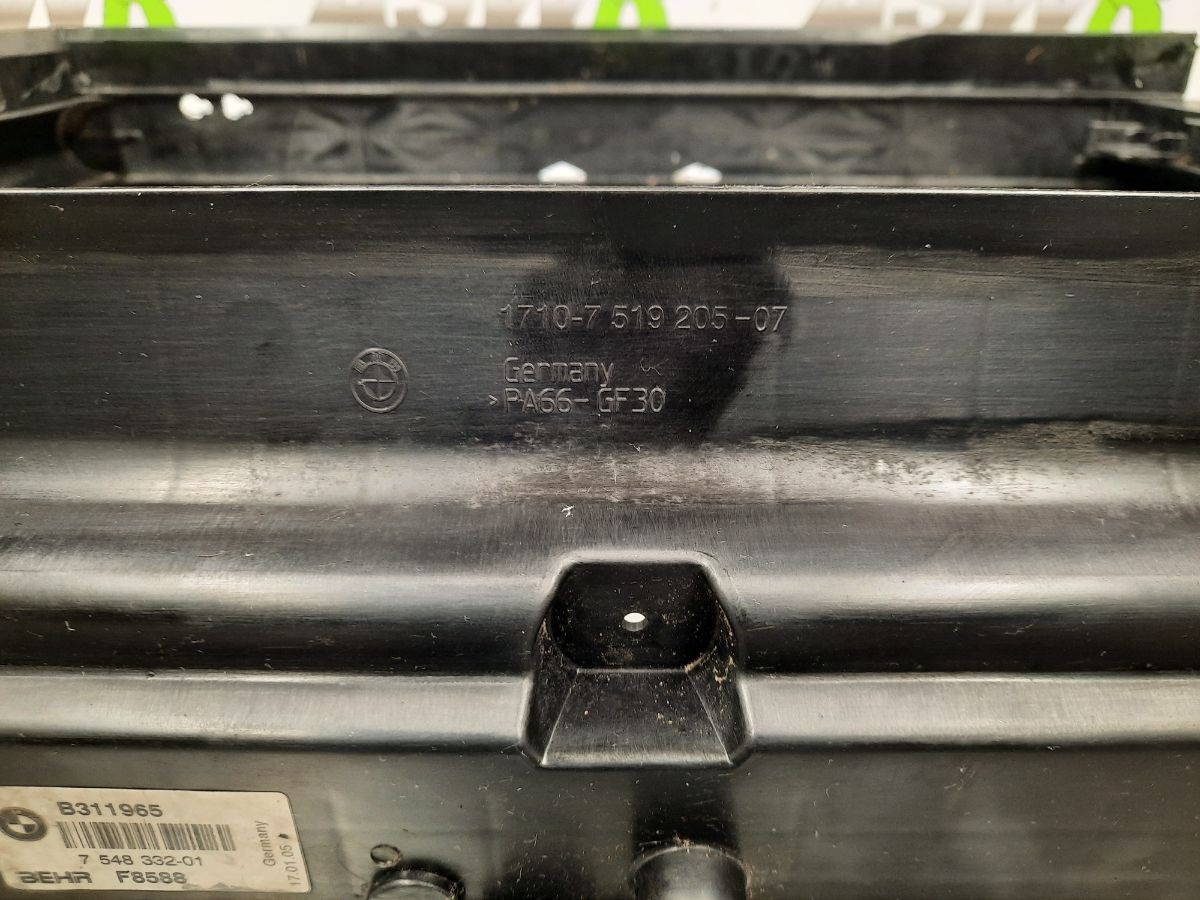 1710-7 519 205-07
Germany
>PA66-GF30
BMW
B311965
7 548 332-01
BEHR F8588
Germany
17.01.05